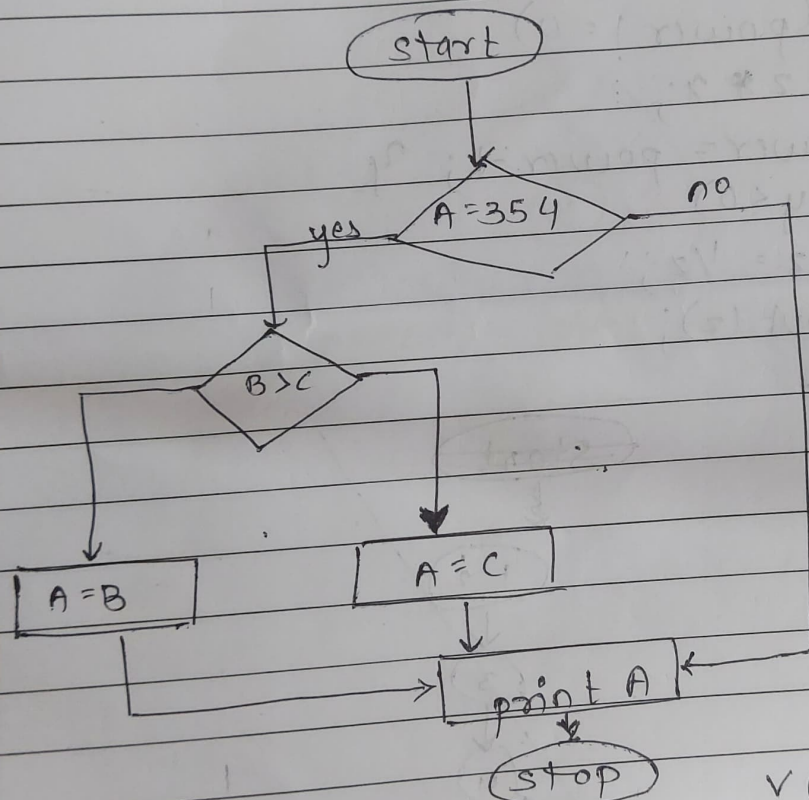 start
A=354
no
yes
B>C
A=B
A=C
print A
stop
V